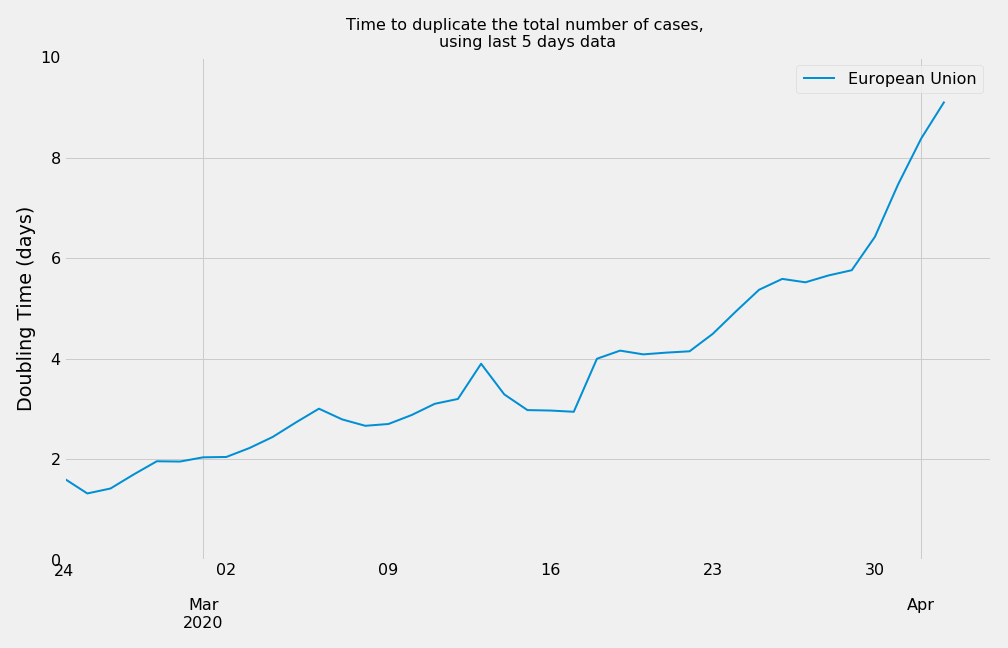 Time to duplicate the total number of cases,
using last 5 days data
European Union
Doubling Time (days)
10
8
6
4
2
0
24
02
09
16
23
30
Mar
2020
Apr